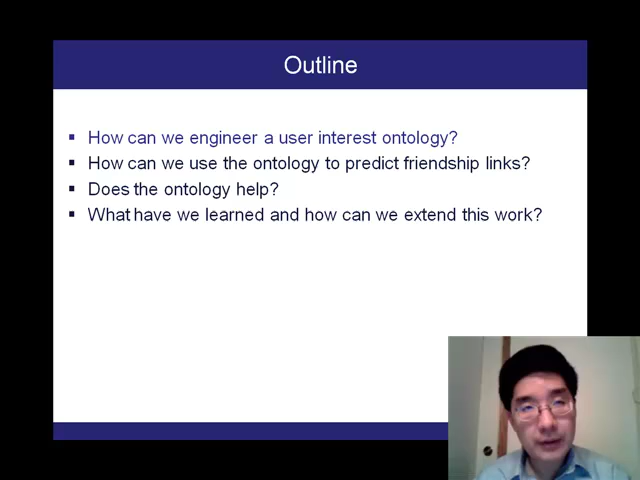 Outline
How can we engineer a user interest ontology?
How can we use the ontology to predict friendship links?
Does the ontology help?
What have we learned and how can we extend this work?